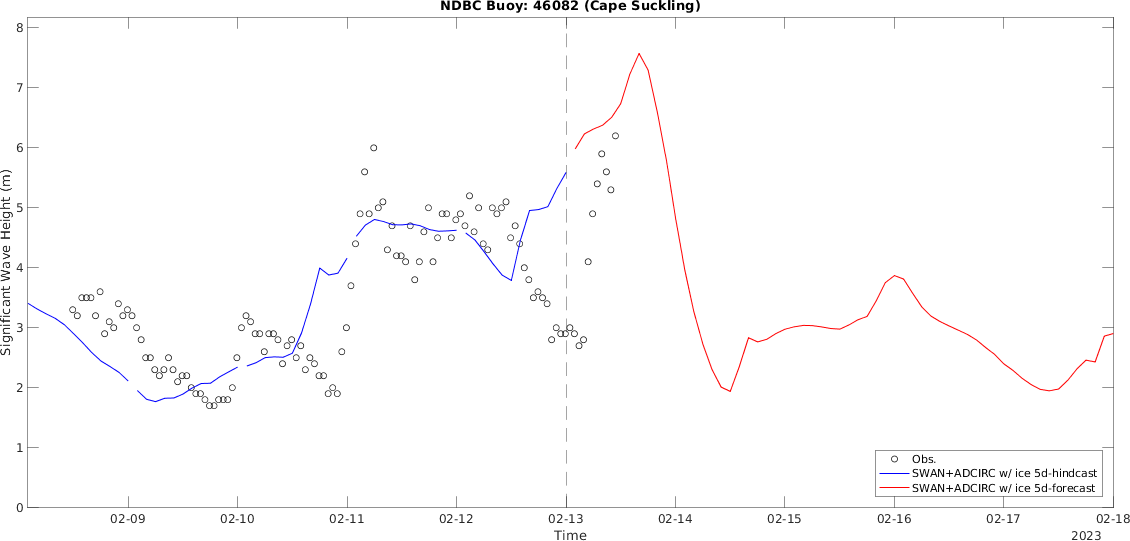 NDBC Buoy: 46082 (Cape Suckling)
Significant Wave Height (m)
8
7
6
5
4
3
2
1
0
Obs.
SWAN+ADCIRC w/ ice 5d-hindcast
SWAN+ADCIRC w/ ice 5d-forecast
02-09 02-10 02-11 02-12 02-13 02-14 02-15 02-16 02-17 02-18
Time
2023